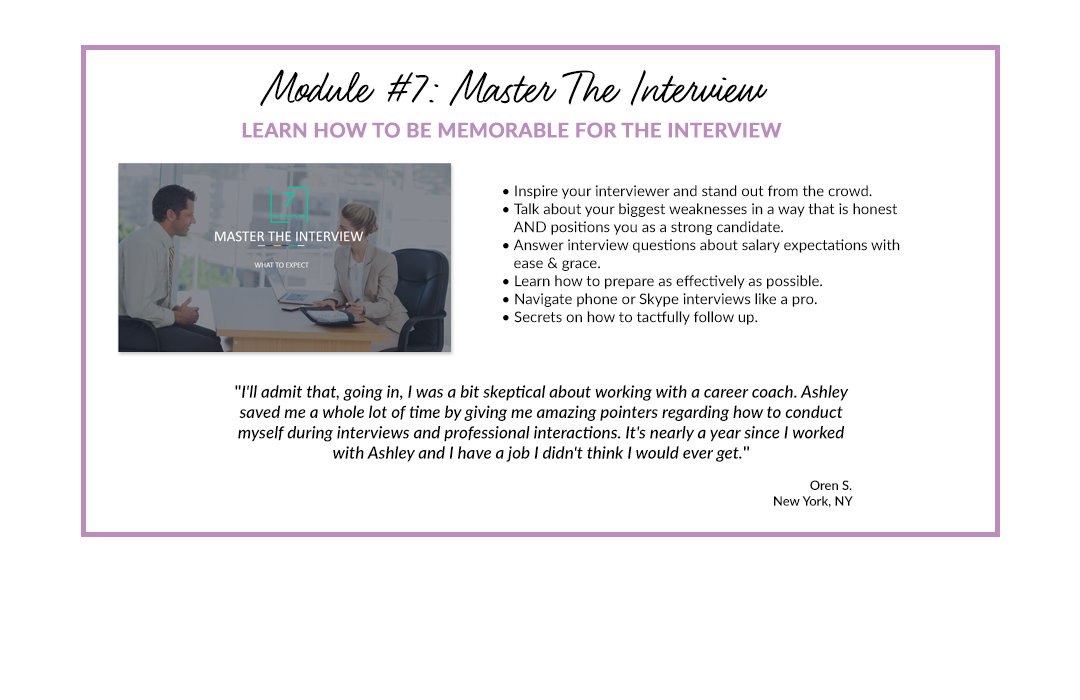 Module #7: Master The Interview
LEARN HOW TO BE MEMORABLE FOR THE INTERVIEW
7
MASTER THE INTERVIEW
WHAT TO EXPECT
• Inspire your interviewer and stand out from the crowd.
• Talk about your biggest weaknesses in a way that is honest
AND positions you as a strong candidate.
• Answer interview questions about salary expectations with
ease & grace.
• Learn how to prepare as effectively as possible.
• Navigate phone or Skype interviews like a pro.
• Secrets on how to tactfully follow up.
"I'll admit that, going in, I was a bit skeptical about working with a career coach. Ashley
saved me a whole lot of time by giving me amazing pointers regarding how to conduct
myself during interviews and professional interactions. It's nearly a year since I worked
with Ashley and I have a job I didn't think I would ever get."
Oren S.
New York, NY